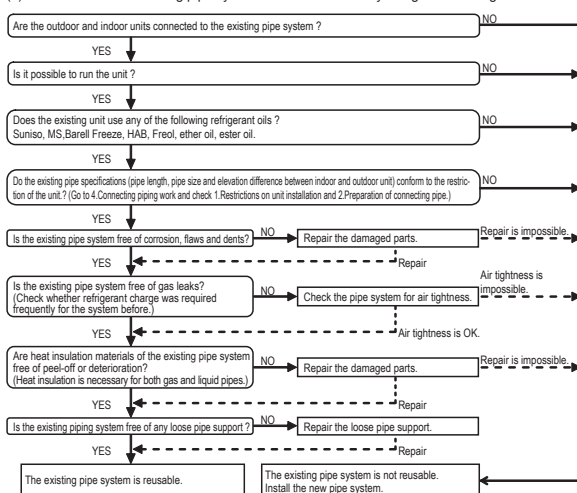 Are the outdoor and indoor units connected to the existing pipe system ?
NO
YES
Is it possible to run the unit ?
NO
YES
Does the existing unit use any of the following refrigerant oils ?
Suniso, MS,Barell Freeze, HAB, Freol, ether oil, ester oil.
NO
YES
Do the existing pipe specifications (pipe length, pipe size and elevation difference between indoor and outdoor unit) conform to the restric-
tion of the unit.? (Go to 4.Connecting piping work and check 1.Restrictions on unit installation and 2.Preparation of connecting pipe.)
NO
YES
Is the existing pipe system free of corrosion, flaws and dents?
NO
Repair the damaged parts.
Repair is impossible.
YES
Repair
Is the existing pipe system free of gas leaks?
(Check whether refrigerant charge was required
frequently for the system before.)
NO
Check the pipe system for air tightness.
Air tightness is
impossible.
YES
Air tightness is OK.
Are heat insulation materials of the existing pipe system
free of peel-off or deterioration?
(Heat insulation is necessary for both gas and liquid pipes.)
NO
Repair the damaged parts.
Repair is impossible.
YES
Repair
Is the existing piping system free of any loose pipe support ?
NO
Repair the loose pipe support.
YES
Repair
The existing pipe system is reusable.
The existing pipe system is not reusable.
Install the new pipe system.